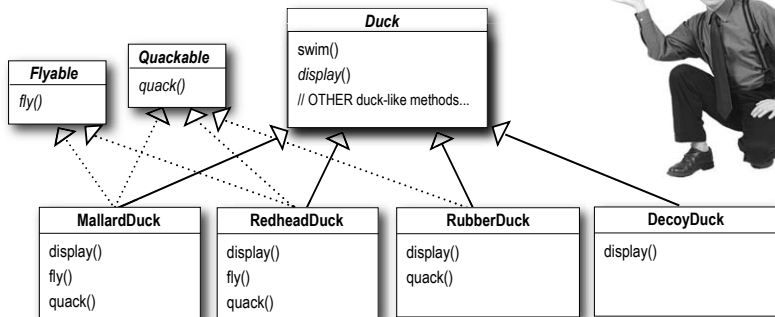 Duck
swim()
display()
// OTHER duck-like methods...
Quackable
quack()
Flyable
fly()
MallardDuck
display()
fly()
quack()
RedheadDuck
display()
fly()
quack()
RubberDuck
display()
quack()
DecoyDuck
display()